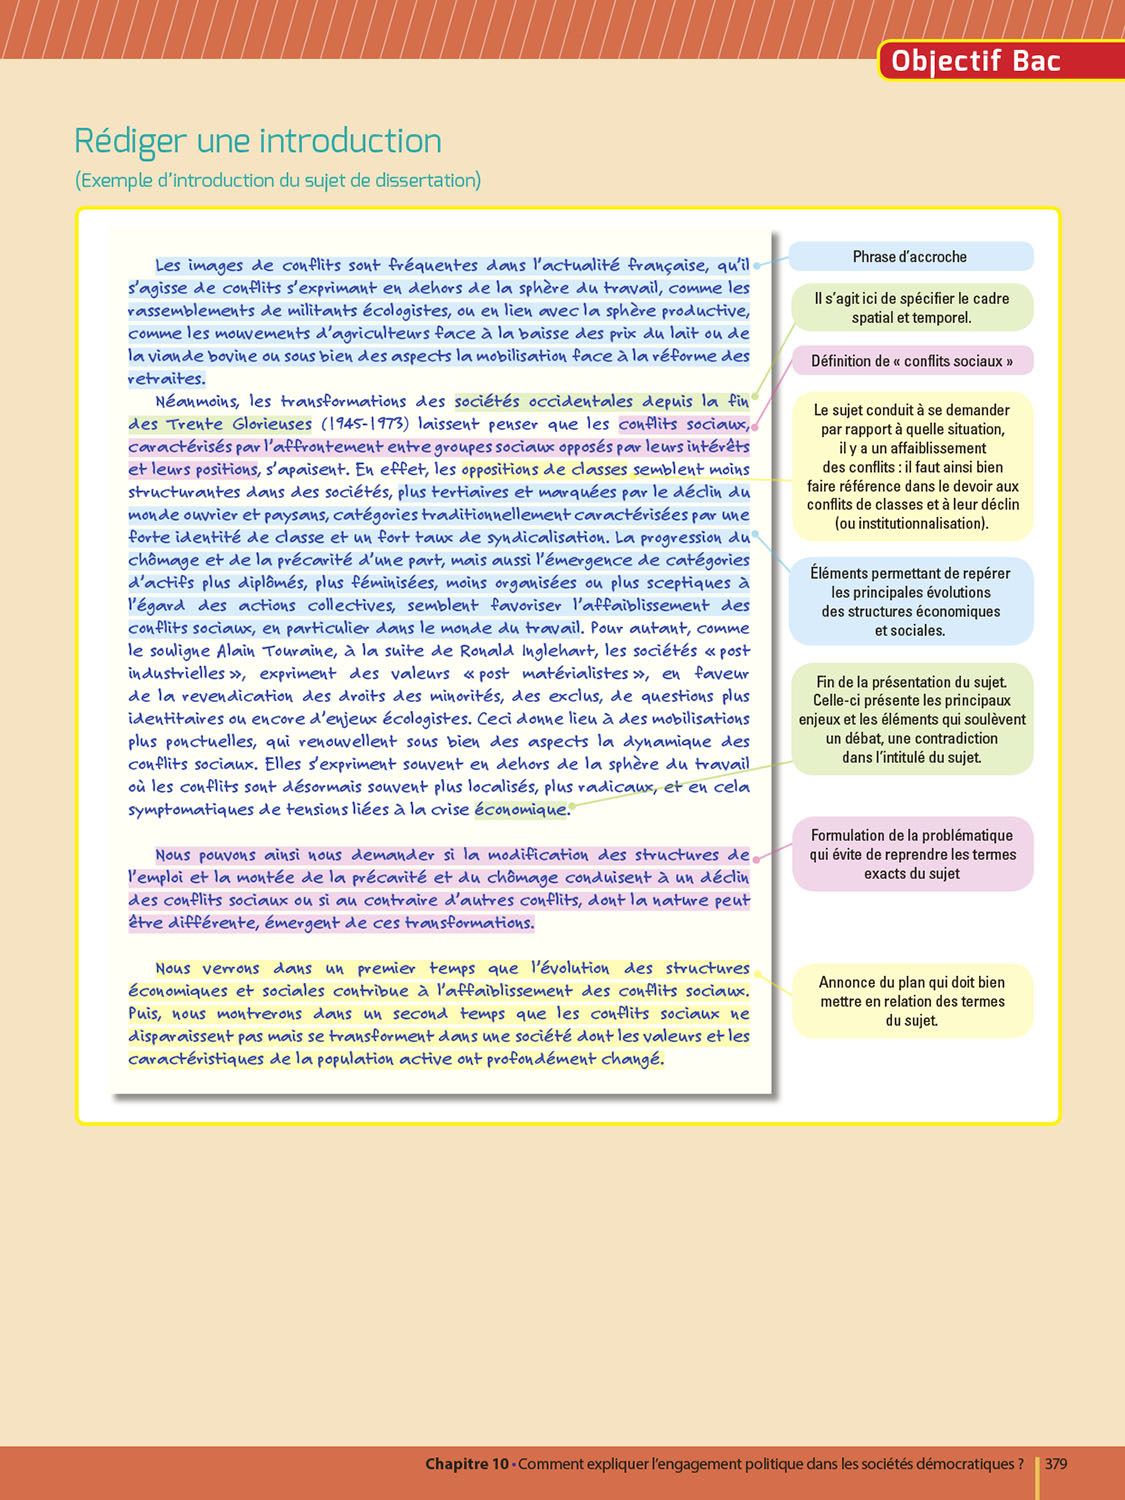 Objectif Bac
Rédiger une introduction
(Exemple d'introduction du sujet de dissertation)
Les images de conflits sont fréquentes dans l'actualité française, qu'il
s'agisse de conflits s'exprimant en dehors de la sphère du travail, comme les
rassemblements de militants écologistes, ou en lien avec la sphère productive,
comme les mouvements d'agriculteurs face à la baisse des prix du lait ou de
la viande bovine ou sous bien des aspects la mobilisation face à la réforme des
retraites.
Néanmoins, les transformations des sociétés occidentales depuis la fin
des Trente Glorieuses (1945-1973) laissent penser que les conflits sociaux,
caractérisés par l'affrontement entre groupes sociaux opposés par leurs intérêts
et leurs positions, s'apaisent. En effet, les oppositions de classes semblent moins
structurantes dans des sociétés, plus tertiaires et marquées par le déclin du
monde ouvrier et paysans, catégories traditionnellement caractérisées par une
forte identité de classe et un fort taux de syndicalisation. La progression du
chômage et de la précarité d'une part, mais aussi l'émergence de catégories
d'actifs plus diplômés, plus féminisées, moins organisées ou plus sceptiques à
l'égard des actions collectives, semblent favoriser l'affaiblissement des
conflits sociaux, en particulier dans le monde du travail. Pour autant, comme
le souligne Alain Touraine, à la suite de Ronald Inglehart, les sociétés « post
industrielles », expriment des valeurs « post matérialistes », en faveur
de la revendication des droits des minorités, des exclus, de questions plus
identitaires ou encore d'enjeux écologistes. Ceci donne lieu à des mobilisations
plus ponctuelles, qui renouvellent sous bien des aspects la dynamique des
conflits sociaux. Elles s'expriment souvent en dehors de la sphère du travail
où les conflits sont désormais souvent plus localisés, plus radicaux, et en cela
symptomatiques de tensions liées à la crise économique.
Nous pouvons ainsi nous demander si la modification des structures de
l'emploi et la montée de la précarité et du chômage conduisent à un déclin
des conflits sociaux ou si au contraire d'autres conflits, dont la nature peut
être différente, émergent de ces transformations.
Nous verrons dans un premier temps que l'évolution des structures
économiques et sociales contribue à l'affaiblissement des conflits sociaux.
Puis, nous montrerons dans un second temps que les conflits sociaux ne
disparaissent pas mais se transforment dans une société dont les valeurs et les
caractéristiques de la population active ont profondément changé.
Phrase d'accroche
Il s'agit ici de spécifier le cadre
spatial et temporel.
Définition de « conflits sociaux »
Le sujet conduit à se demander
par rapport à quelle situation,
il y a un affaiblissement
des conflits : il faut ainsi bien
faire référence dans le devoir aux
conflits de classes et à leur déclin
(ou institutionnalisation).
Éléments permettant de repérer
les principales évolutions
des structures économiques
et sociales.
Fin de la présentation du sujet.
Celle-ci présente les principaux
enjeux et les éléments qui soulèvent
un débat, une contradiction
dans l'intitulé du sujet.
Formulation de la problématique
qui évite de reprendre les termes
exacts du sujet
Annonce du plan qui doit bien
mettre en relation des termes
du sujet.
Chapitre 10 • Comment expliquer l'engagement politique dans les sociétés démocratiques ? 379